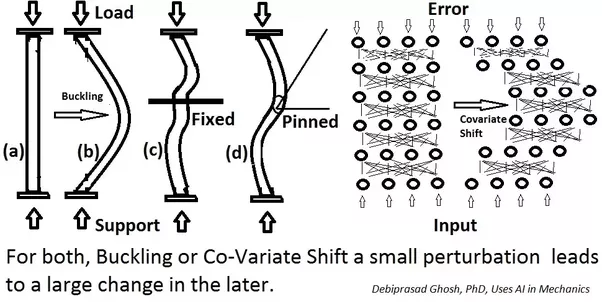 Load
Error
Buckling
Fixed
Pinned
Covariate
Shift
(a)
(b)
(c)
(d)
Support
Input
For both, Buckling or Co-Variate Shift a small perturbation leads
to a large change in the later.
Debiprasad Ghosh, PhD, Uses AI in Mechanics